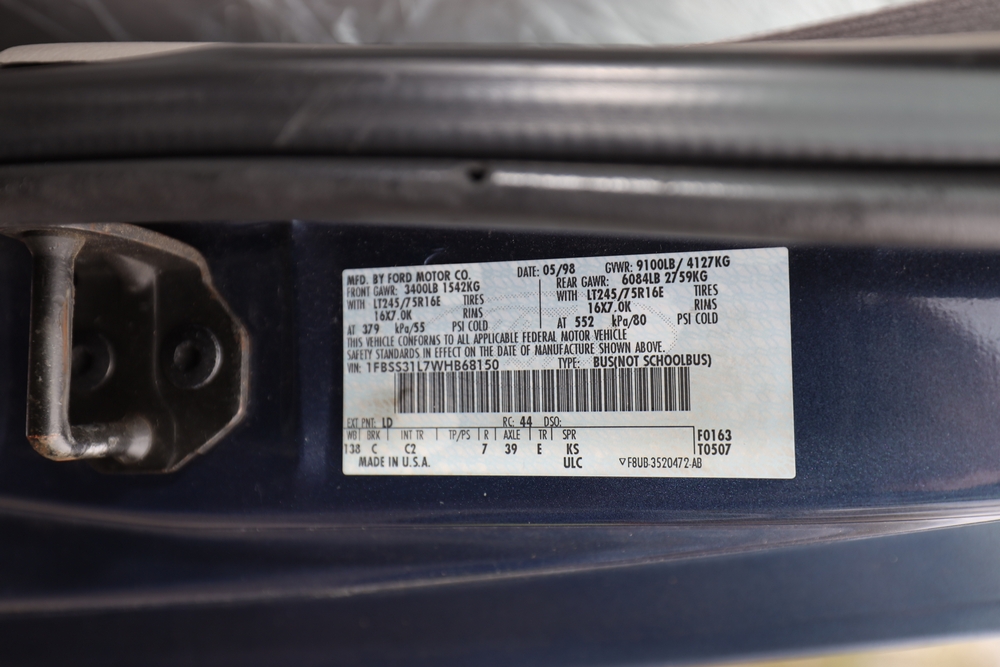 MFD. BY FORD MOTOR CO. DATE: 05/98 GVWR: 9100LB/ 4127KG
FRONT GAWR: 3400LB 1542KG REAR GAWR: 6084LB 2759KG
WITH LT245/75R16E TIRES WITH LT245/75R16E TIRES
16X7.0K RIMS 16X7.0K RIMS
AT 379 kPa/55 PSI COLD AT 552 kPa/80 PSI COLD
THIS VEHICLE CONFORMS TO ALL APPLICABLE FEDERAL MOTOR VEHICLE
SAFETY STANDARDS IN EFFECT ON THE DATE OF MANUFACTURE SHOWN ABOVE.
VIN: 1FBSS31L7WHB68150 TYPE: BUS(NOT SCHOOLBUS)
EXT PNT: LD RC: 44 DSO:
WB BRK INT TR TP/PS R AXLE TR SPR F0163
138 C C2 7 39 E KS T0507
MADE IN U.S.A. ULC F8UB-3520472-AB